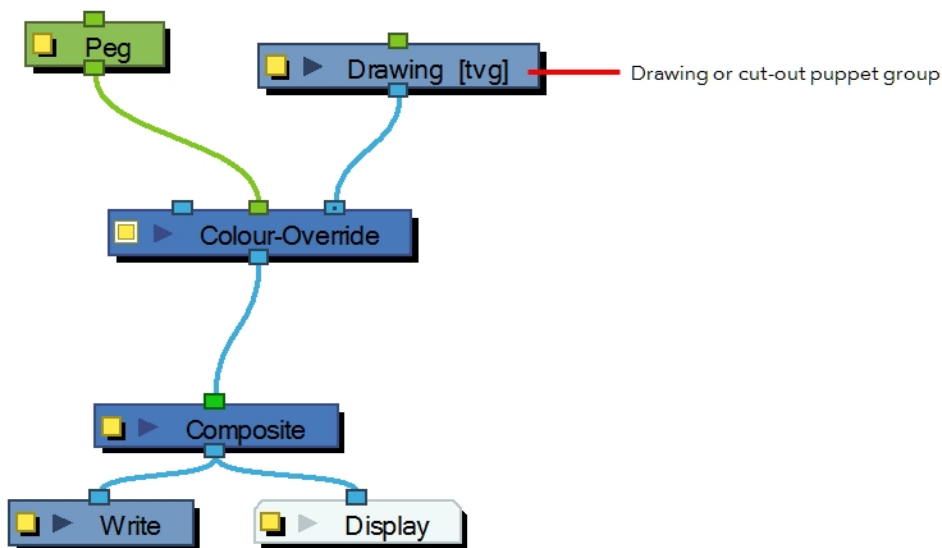 Peg
Drawing [tvg]
Drawing or cut-out puppet group
Colour-Override
Composite
Write
Display